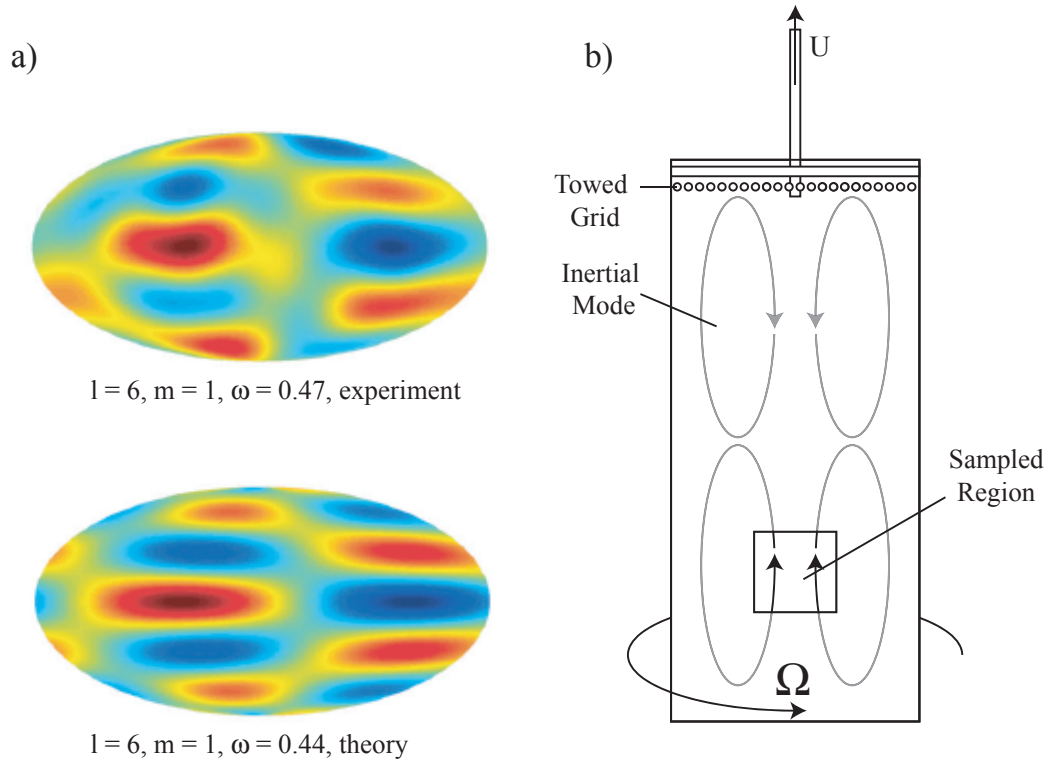 a)
l = 6, m = 1, ω = 0.47, experiment
l = 6, m = 1, ω = 0.44, theory
b)
U
Towed
Grid
Inertial
Mode
Sampled
Region
Ω